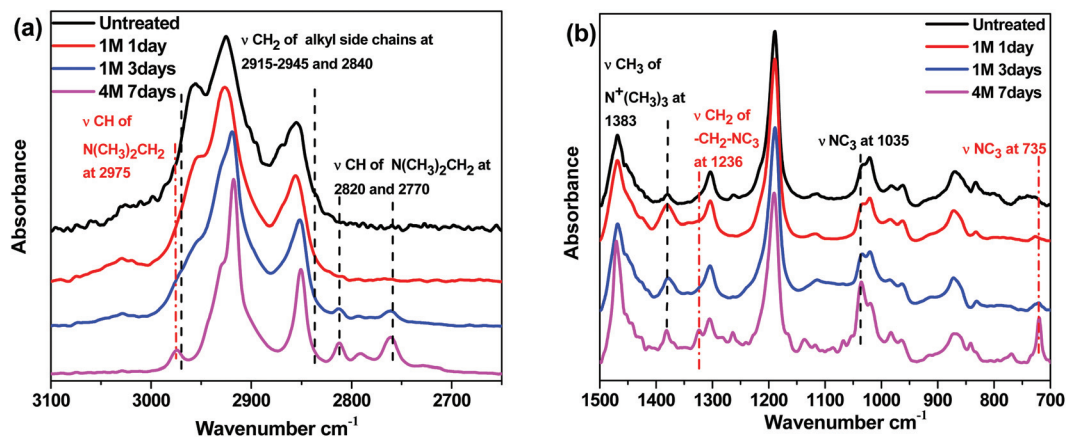 (a)
Untreated
1M 1day
1M 3days
4M 7days
ν CH2 of alkyl side chains at
2915-2945 and 2840
ν CH of
N(CH3)2CH2
at 2975
ν CH of N(CH3)2CH2 at
2820 and 2770
Absorbance
3100 3000 2900 2800 2700
Wavenumber cm-1
(b)
Untreated
1M 1day
1M 3days
4M 7days
ν CH3 of
N+(CH3)3 at
1383
ν CH2 of
-CH2-NC3
at 1236
ν NC3 at 1035
ν NC3 at 735
Absorbance
1500 1400 1300 1200 1100 1000 900 800 700
Wavenumber cm-1